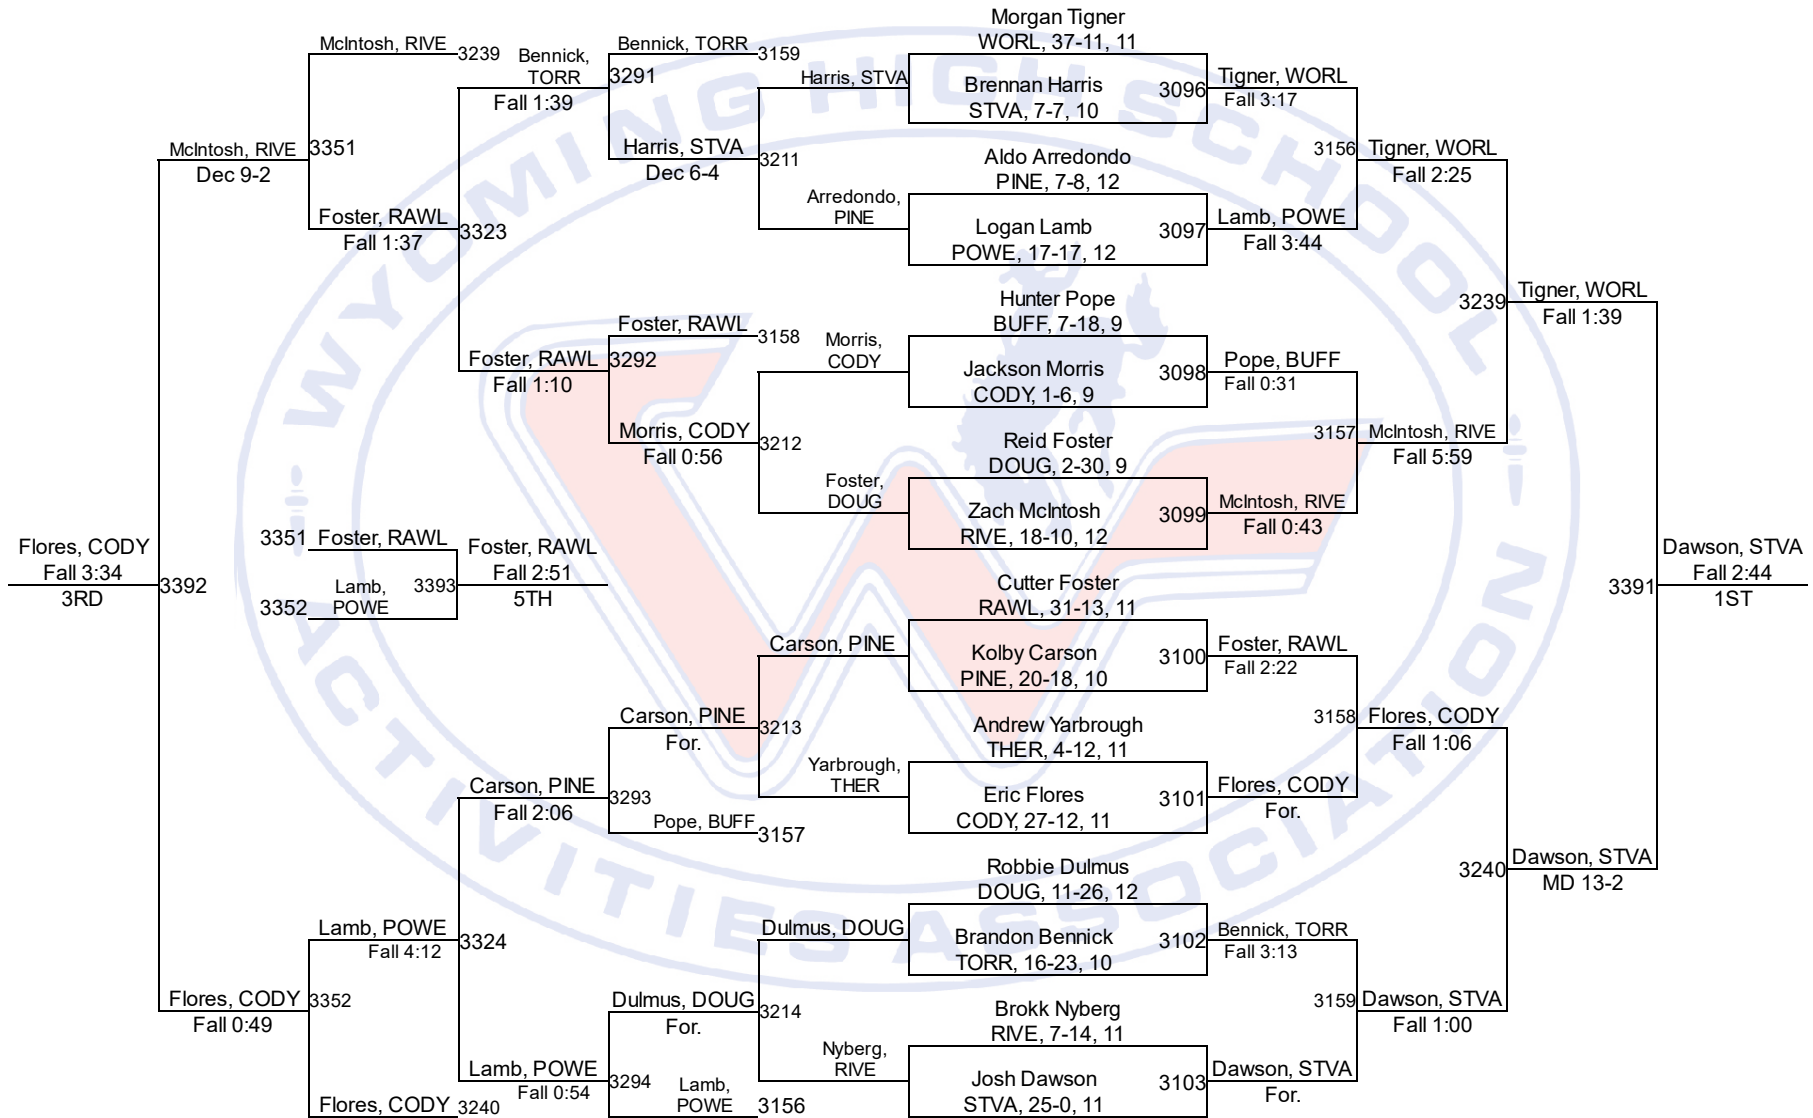 Morgan Tigner
WORL, 37-11, 11
Brennan Harris
STVA, 7-7, 10
3096
Tigner, WORL
Fall 3:17
Aldo Arredondo
PINE, 7-8, 12
Logan Lamb
POWE, 17-17, 12
3097
Lamb, POWE
Fall 3:44
3156
Tigner, WORL
Fall 2:25
Hunter Pope
BUFF, 7-18, 9
Jackson Morris
CODY, 1-6, 9
3098
Pope, BUFF
Fall 0:31
Reid Foster
DOUG, 2-30, 9
Zach McIntosh
RIVE, 18-10, 12
3099
McIntosh, RIVE
Fall 0:43
3157
McIntosh, RIVE
Fall 5:59
3239
Tigner, WORL
Fall 1:39
Cutter Foster
RAWL, 31-13, 11
Kolby Carson
PINE, 20-18, 10
3100
Foster, RAWL
Fall 2:22
Andrew Yarbrough
THER, 4-12, 11
Eric Flores
CODY, 27-12, 11
3101
Flores, CODY
For.
3158
Flores, CODY
Fall 1:06
Robbie Dulmus
DOUG, 11-26, 12
Brandon Bennick
TORR, 16-23, 10
3102
Bennick, TORR
Fall 3:13
Brokk Nyberg
RIVE, 7-14, 11
Josh Dawson
STVA, 25-0, 11
3103
Dawson, STVA
For.
3159
Dawson, STVA
Fall 1:00
3240
Dawson, STVA
MD 13-2
3391
Dawson, STVA
Fall 2:44
1ST
Harris, STVA
Arredondo,
PINE
3211
Harris, STVA
Dec 6-4
Bennick, TORR
3159
3291
Bennick,
TORR
Fall 1:39
Morris,
CODY
Foster,
DOUG
3212
Morris, CODY
Fall 0:56
Foster, RAWL
3158
3292
Foster, RAWL
Fall 1:10
3323
Foster, RAWL
Fall 1:37
McIntosh, RIVE
3239
3351
McIntosh, RIVE
Dec 9-2
Carson, PINE
Yarbrough,
THER
3213
Carson, PINE
For.
Pope, BUFF
3157
3293
Carson, PINE
Fall 2:06
Dulmus, DOUG
Nyberg,
RIVE
3214
Dulmus, DOUG
For.
Lamb,
POWE
3156
3294
Lamb, POWE
Fall 0:54
3324
Lamb, POWE
Fall 4:12
Flores, CODY
3240
3352
Flores, CODY
Fall 0:49
3392
Flores, CODY
Fall 3:34
3RD
3351
Foster, RAWL
3352
Lamb,
POWE
3393
Foster, RAWL
Fall 2:51
5TH
WYOMING HIGH SCHOOL
ACTIVITIES ASSOCIATION